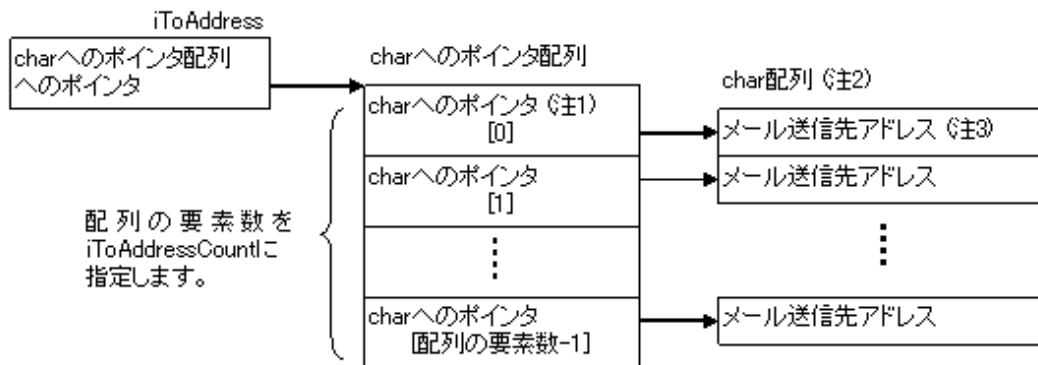 iToAddress
charへのポインタ配列
へのポインタ
charへのポインタ配列
char配列（注2）
charへのポインタ（注1）
[0]
メール送信先アドレス（注3）
charへのポインタ
[1]
メール送信先アドレス
配列の要素数を
iToAddressCountに
指定します。
charへのポインタ
[配列の要素数-1]
メール送信先アドレス